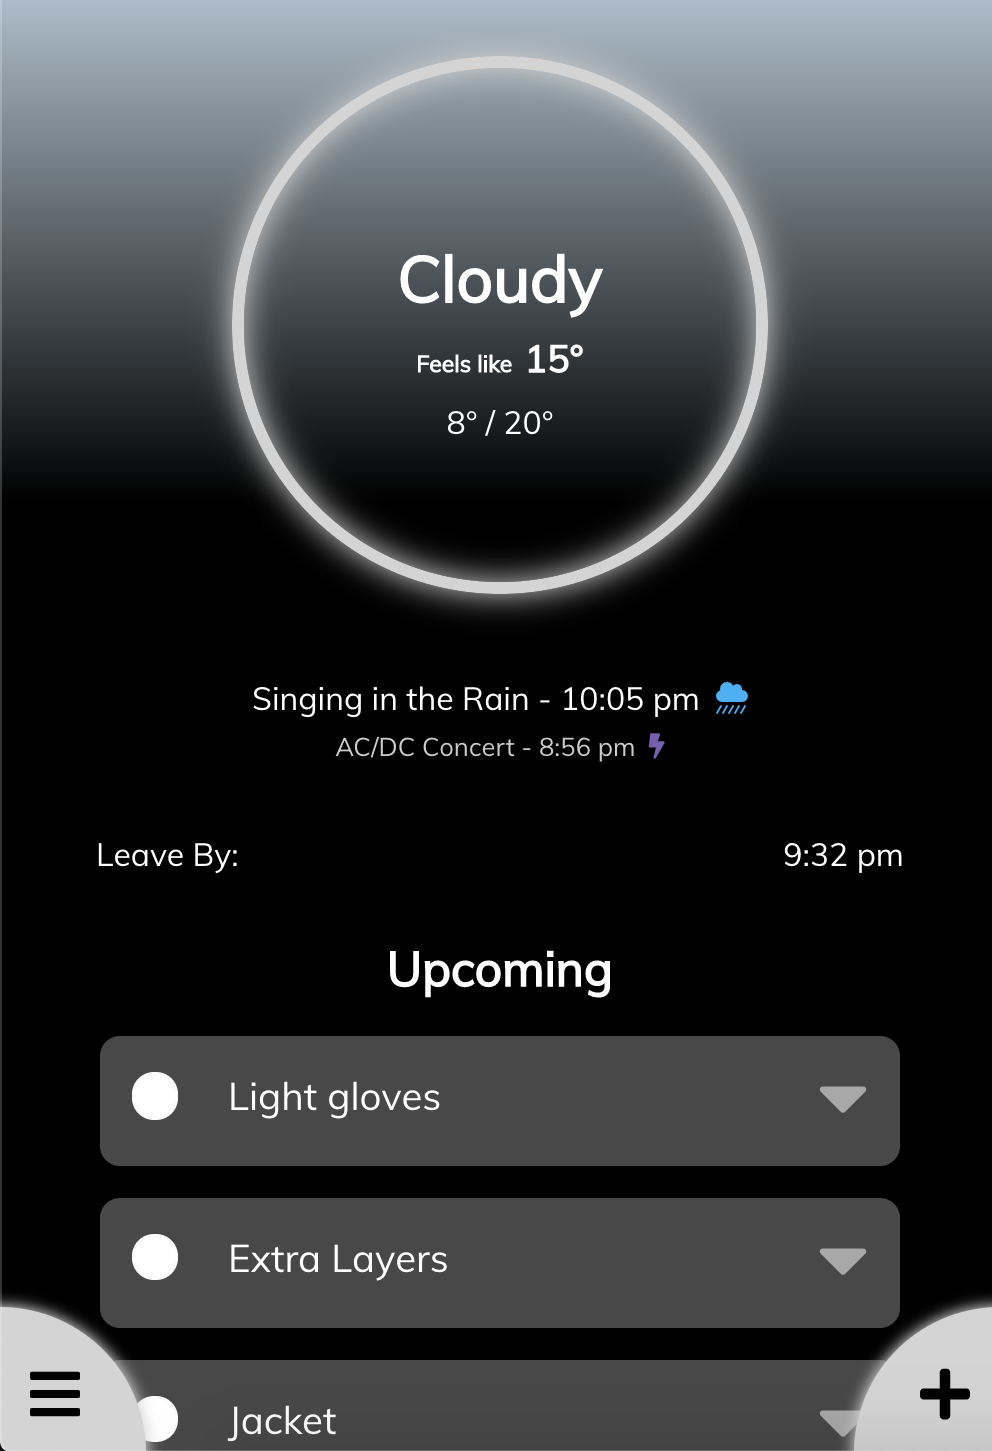 Cloudy
Feels like 15°
8° / 20°
Singing in the Rain - 10:05 pm
AC/DC Concert - 8:56 pm
Leave By: 9:32 pm
Upcoming
Light gloves
Extra Layers
Jacket